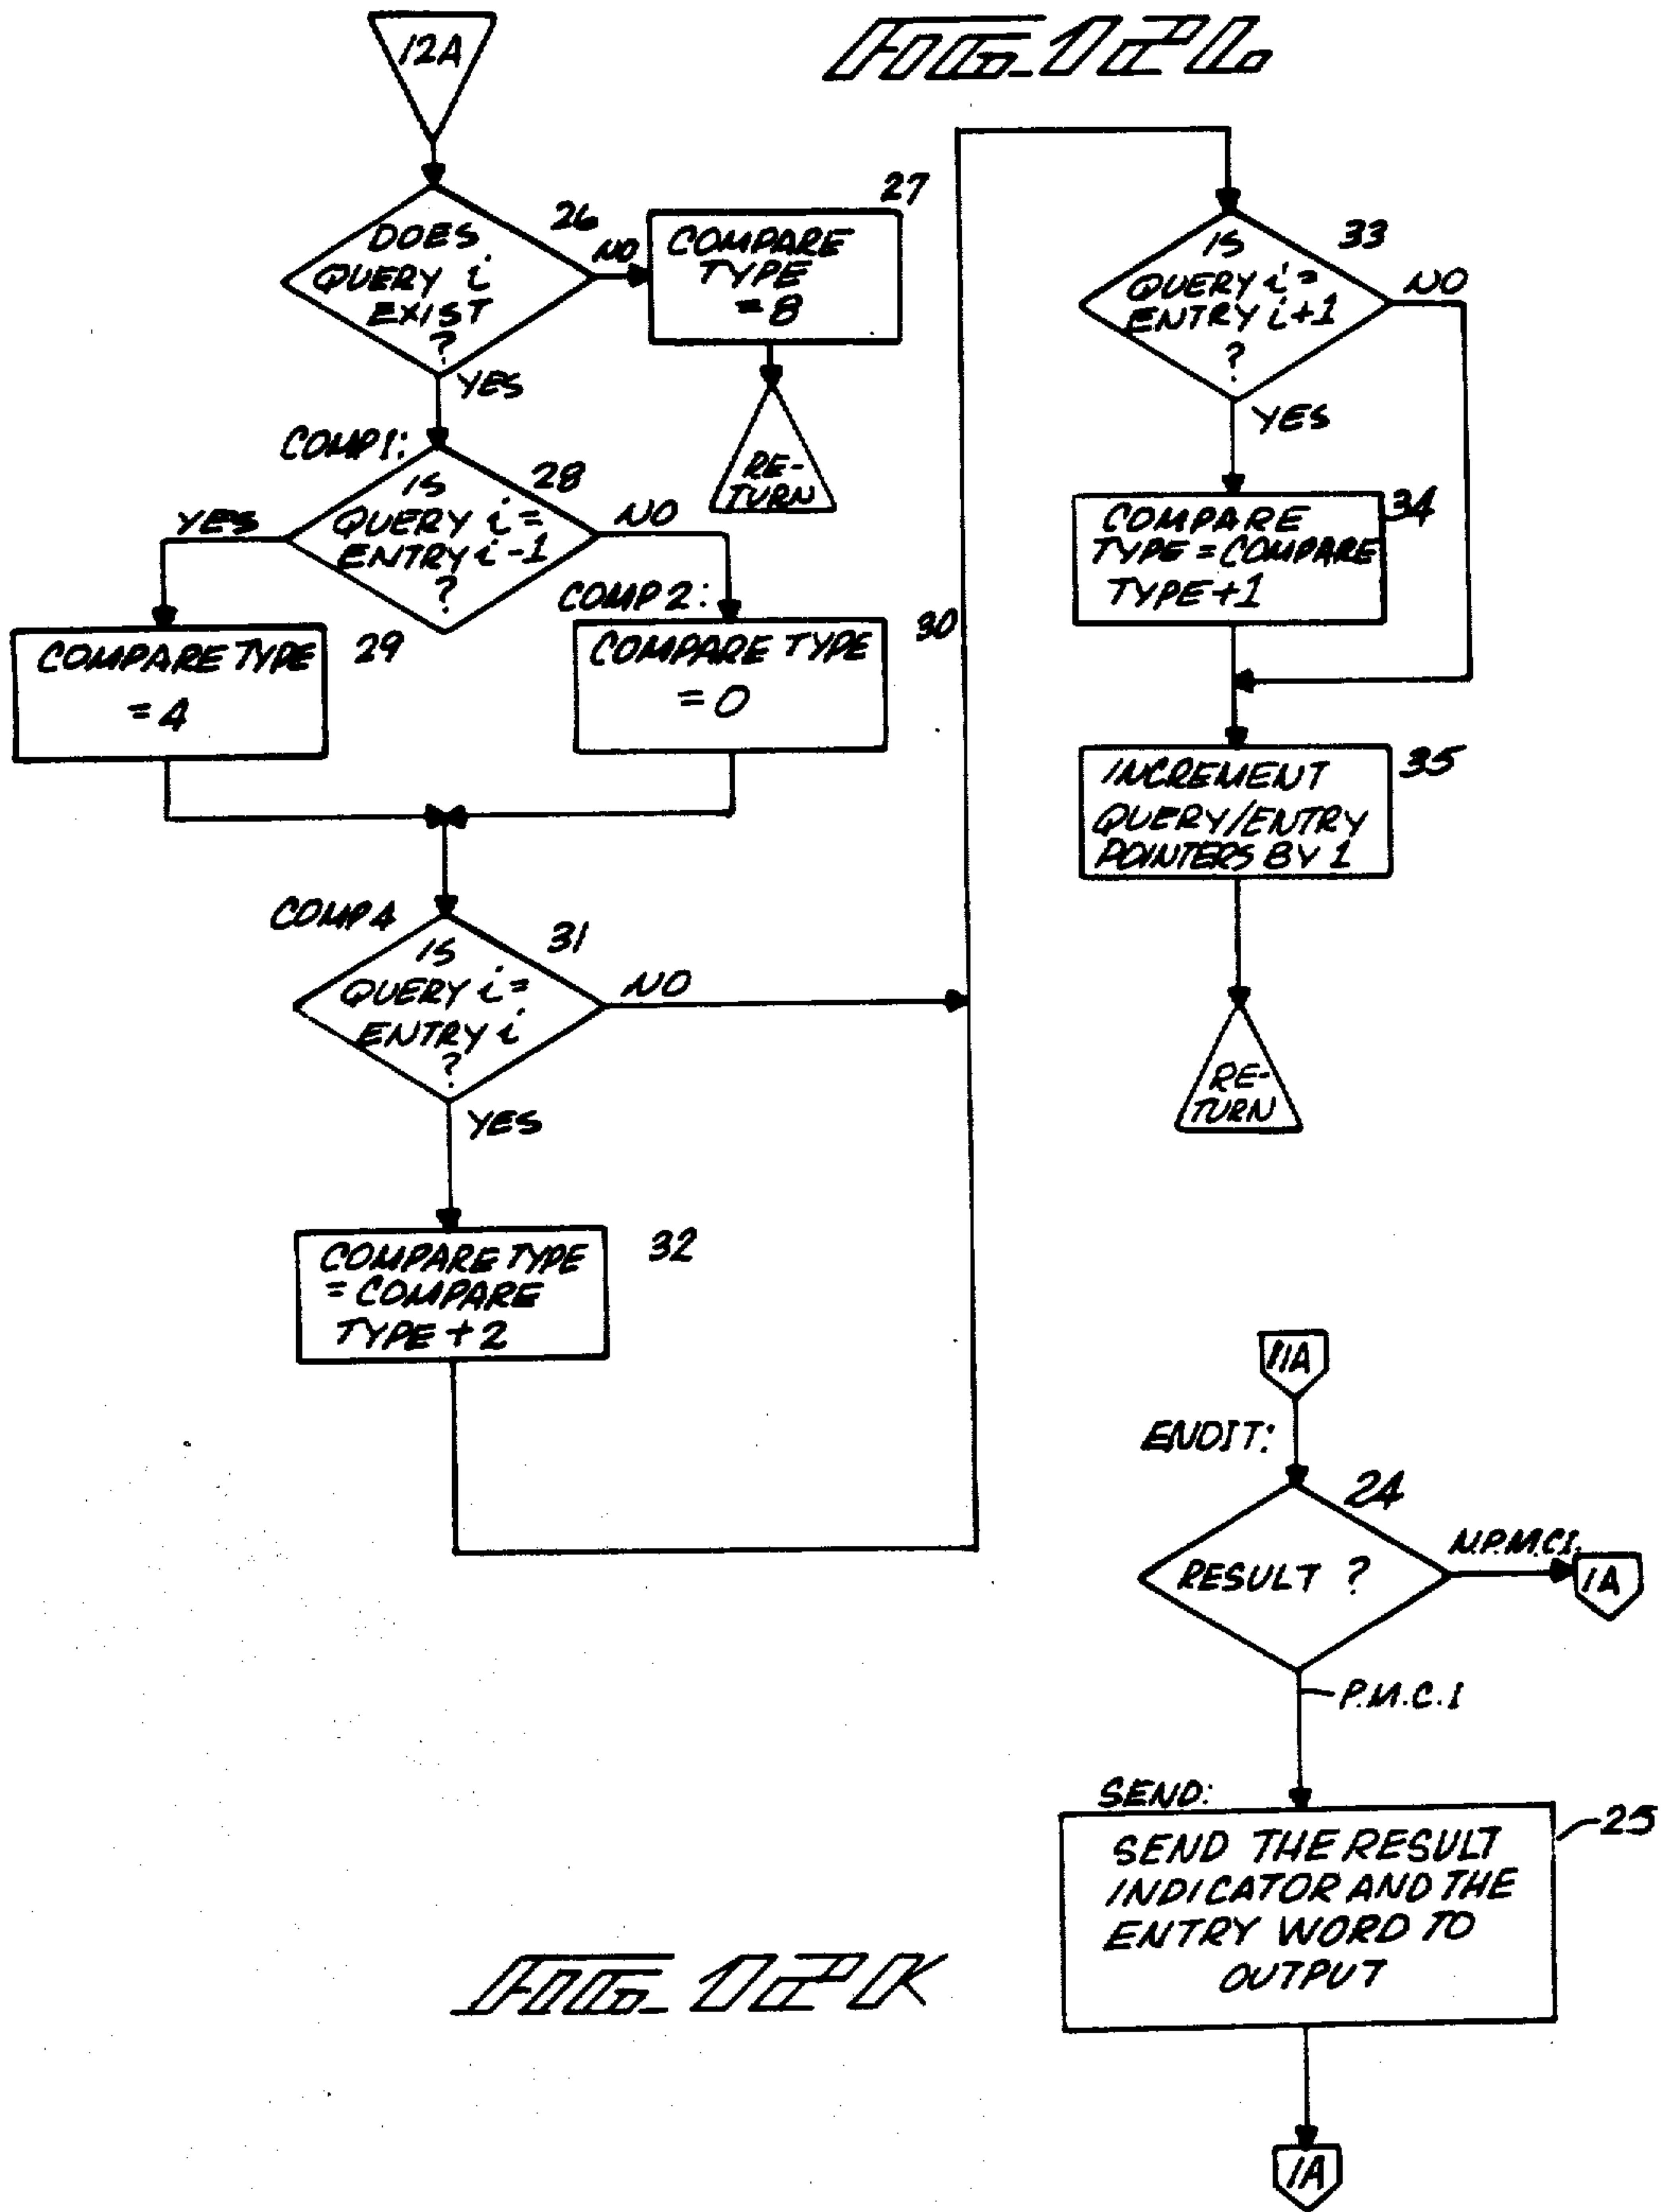 FIG. 12L
12A
DOES
QUERY i
EXIST
?
26
NO
YES
27
COMPARE
TYPE
=8
RE-
TURN
COMP1:
IS
QUERY i=
ENTRY i-1
?
28
YES
NO
COMPARE TYPE
=4
29
COMP2:
COMPARE TYPE
=0
30
COMP4
IS
QUERY i=
ENTRY i
?
31
NO
YES
COMPARE TYPE
=COMPARE
TYPE+2
32
IS
QUERY i=
ENTRY i+1
?
33
NO
YES
COMPARE
TYPE=COMPARE
TYPE+1
34
INCREMENT
QUERY/ENTRY
POINTERS BY 1
35
RE-
TURN
11A
ENDIT:
24
RESULT ?
N.P.M.C.I.
1A
P.M.C.I
SEND:
SEND THE RESULT
INDICATOR AND THE
ENTRY WORD TO
OUTPUT
25
1A
FIG. 12K